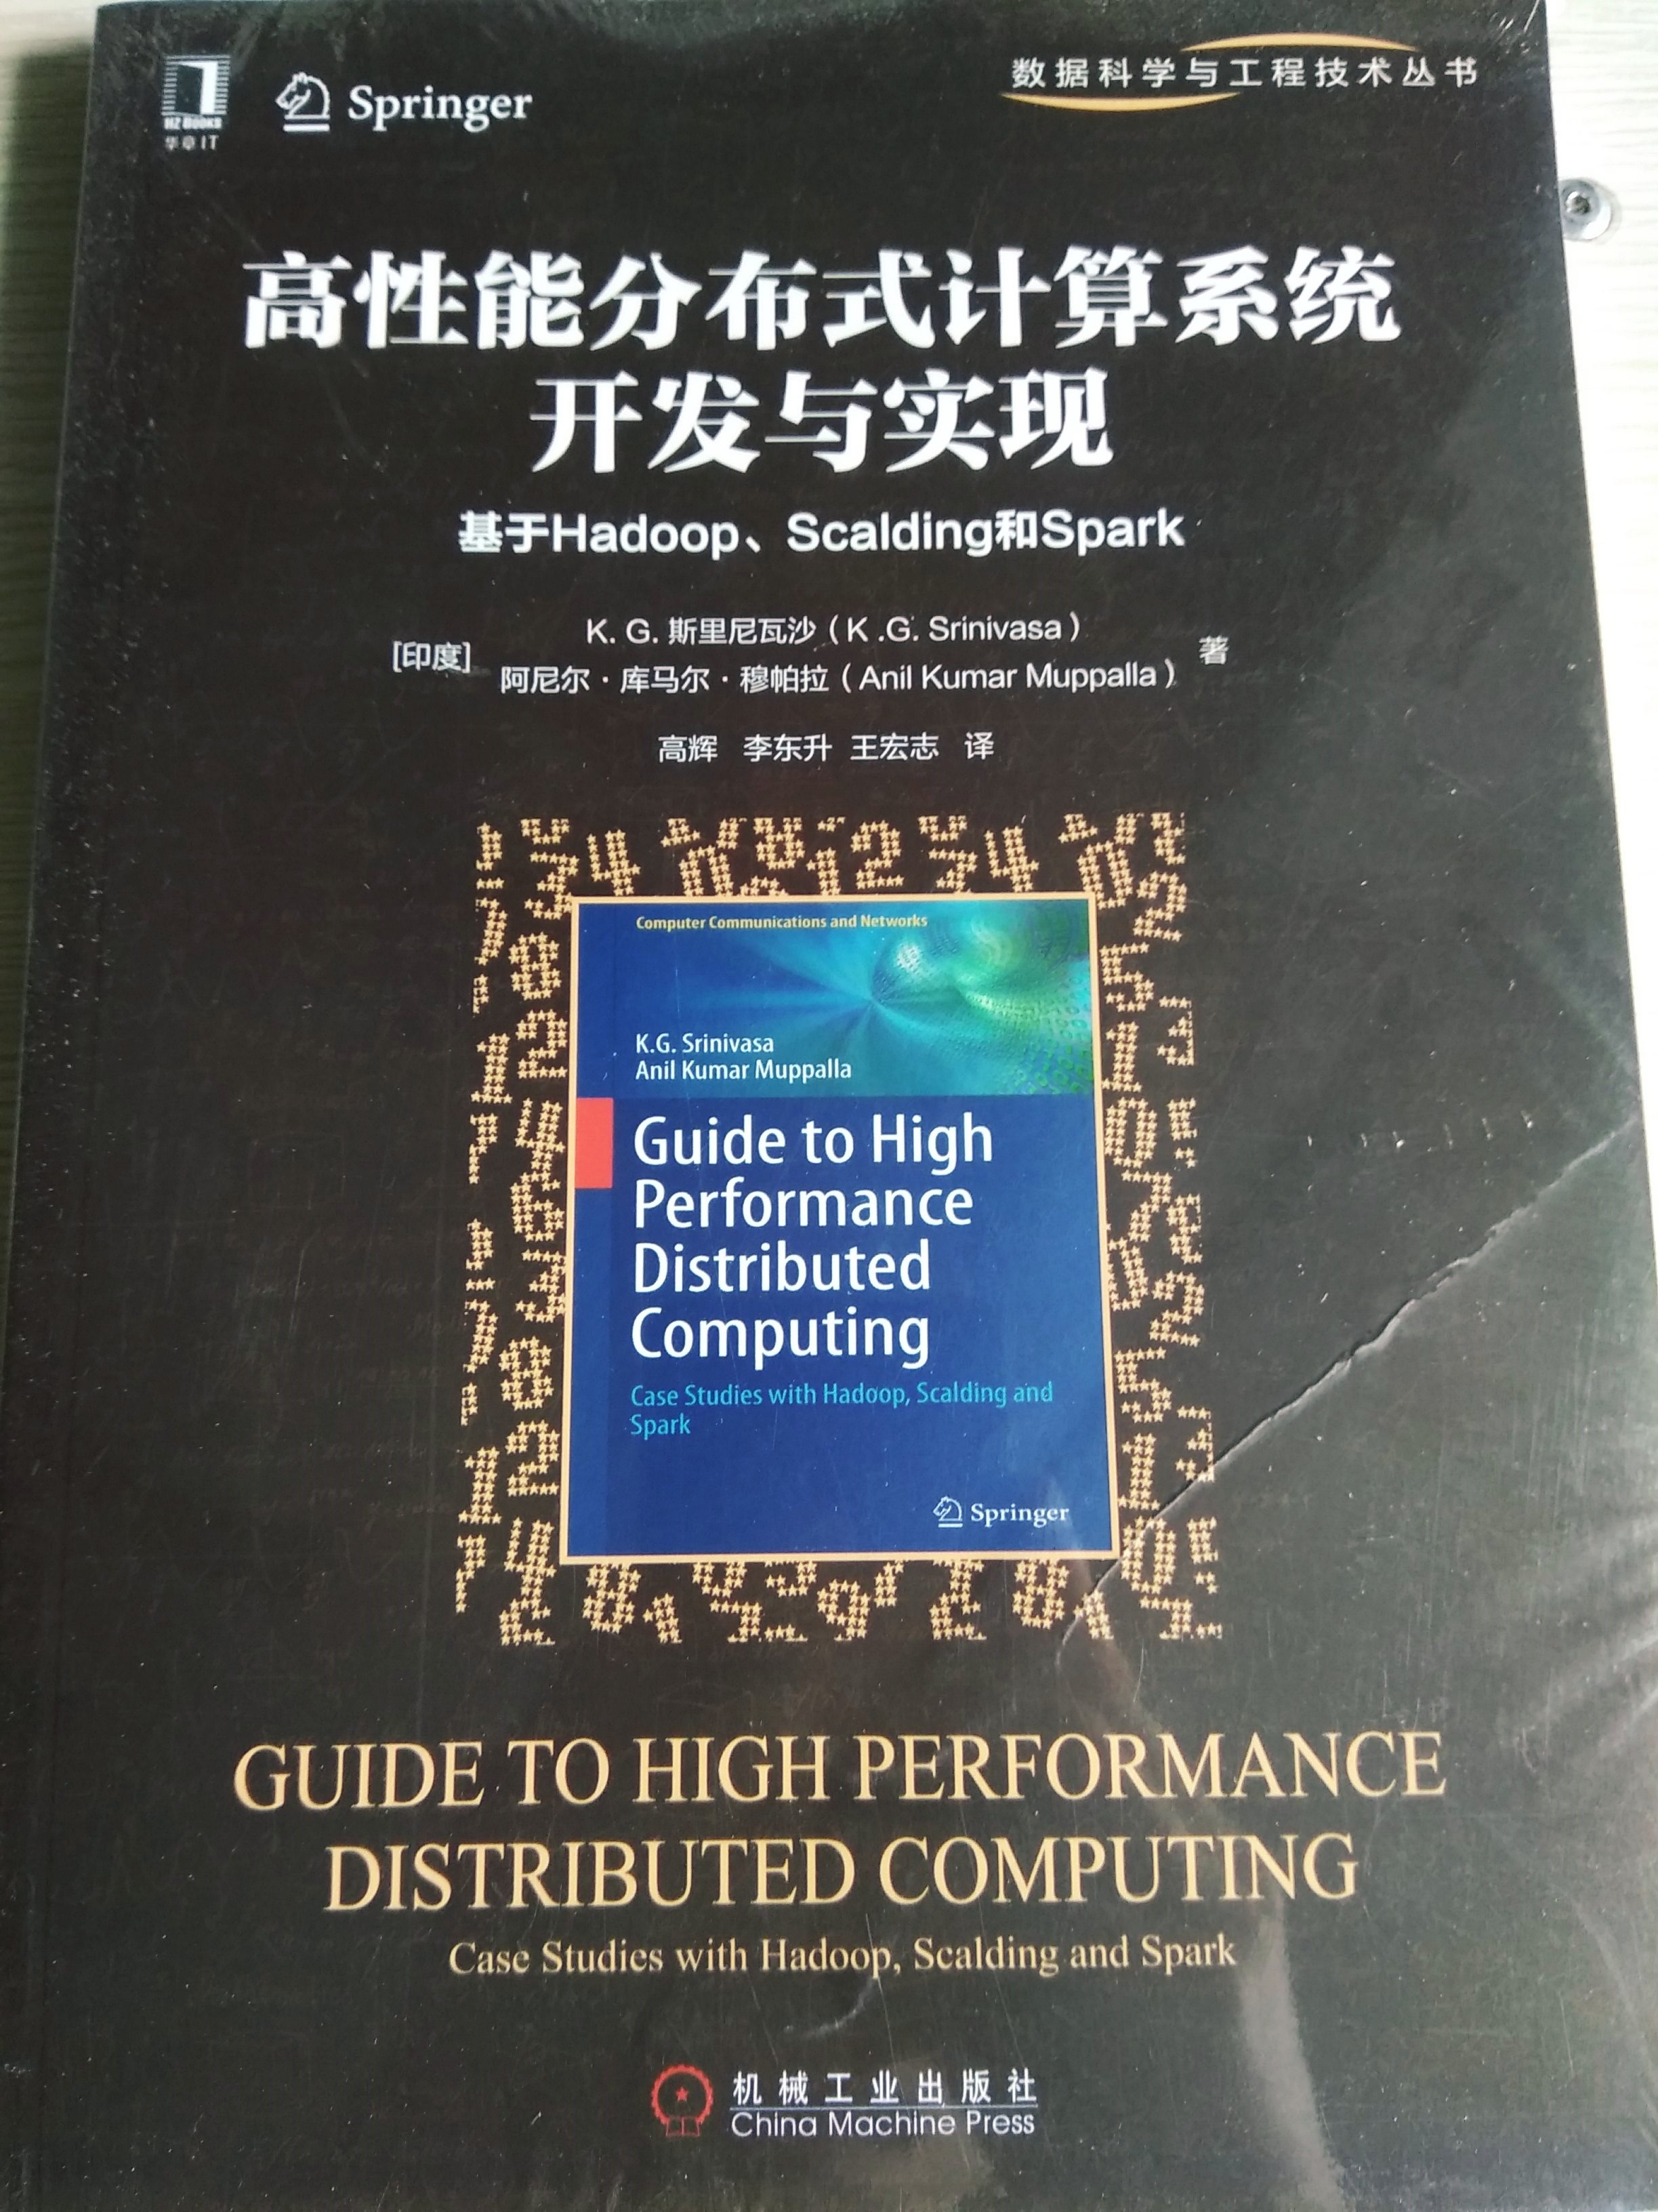 HZ BOOKS
华章IT
Springer
数据科学与工程技术丛书
高性能分布式计算系统
开发与实现
基于Hadoop、Scalding和Spark
[印度]
K. G. 斯里尼瓦沙（K .G. Srinivasa）
阿尼尔·库马尔·穆帕拉（Anil Kumar Muppalla）
著
高辉 李东升 王宏志 译
Computer Communications and Networks
K.G. Srinivasa
Anil Kumar Muppalla
Guide to High
Performance
Distributed
Computing
Case Studies with Hadoop, Scalding and
Spark
Springer
GUIDE TO HIGH PERFORMANCE
DISTRIBUTED COMPUTING
Case Studies with Hadoop, Scalding and Spark
机械工业出版社
China Machine Press